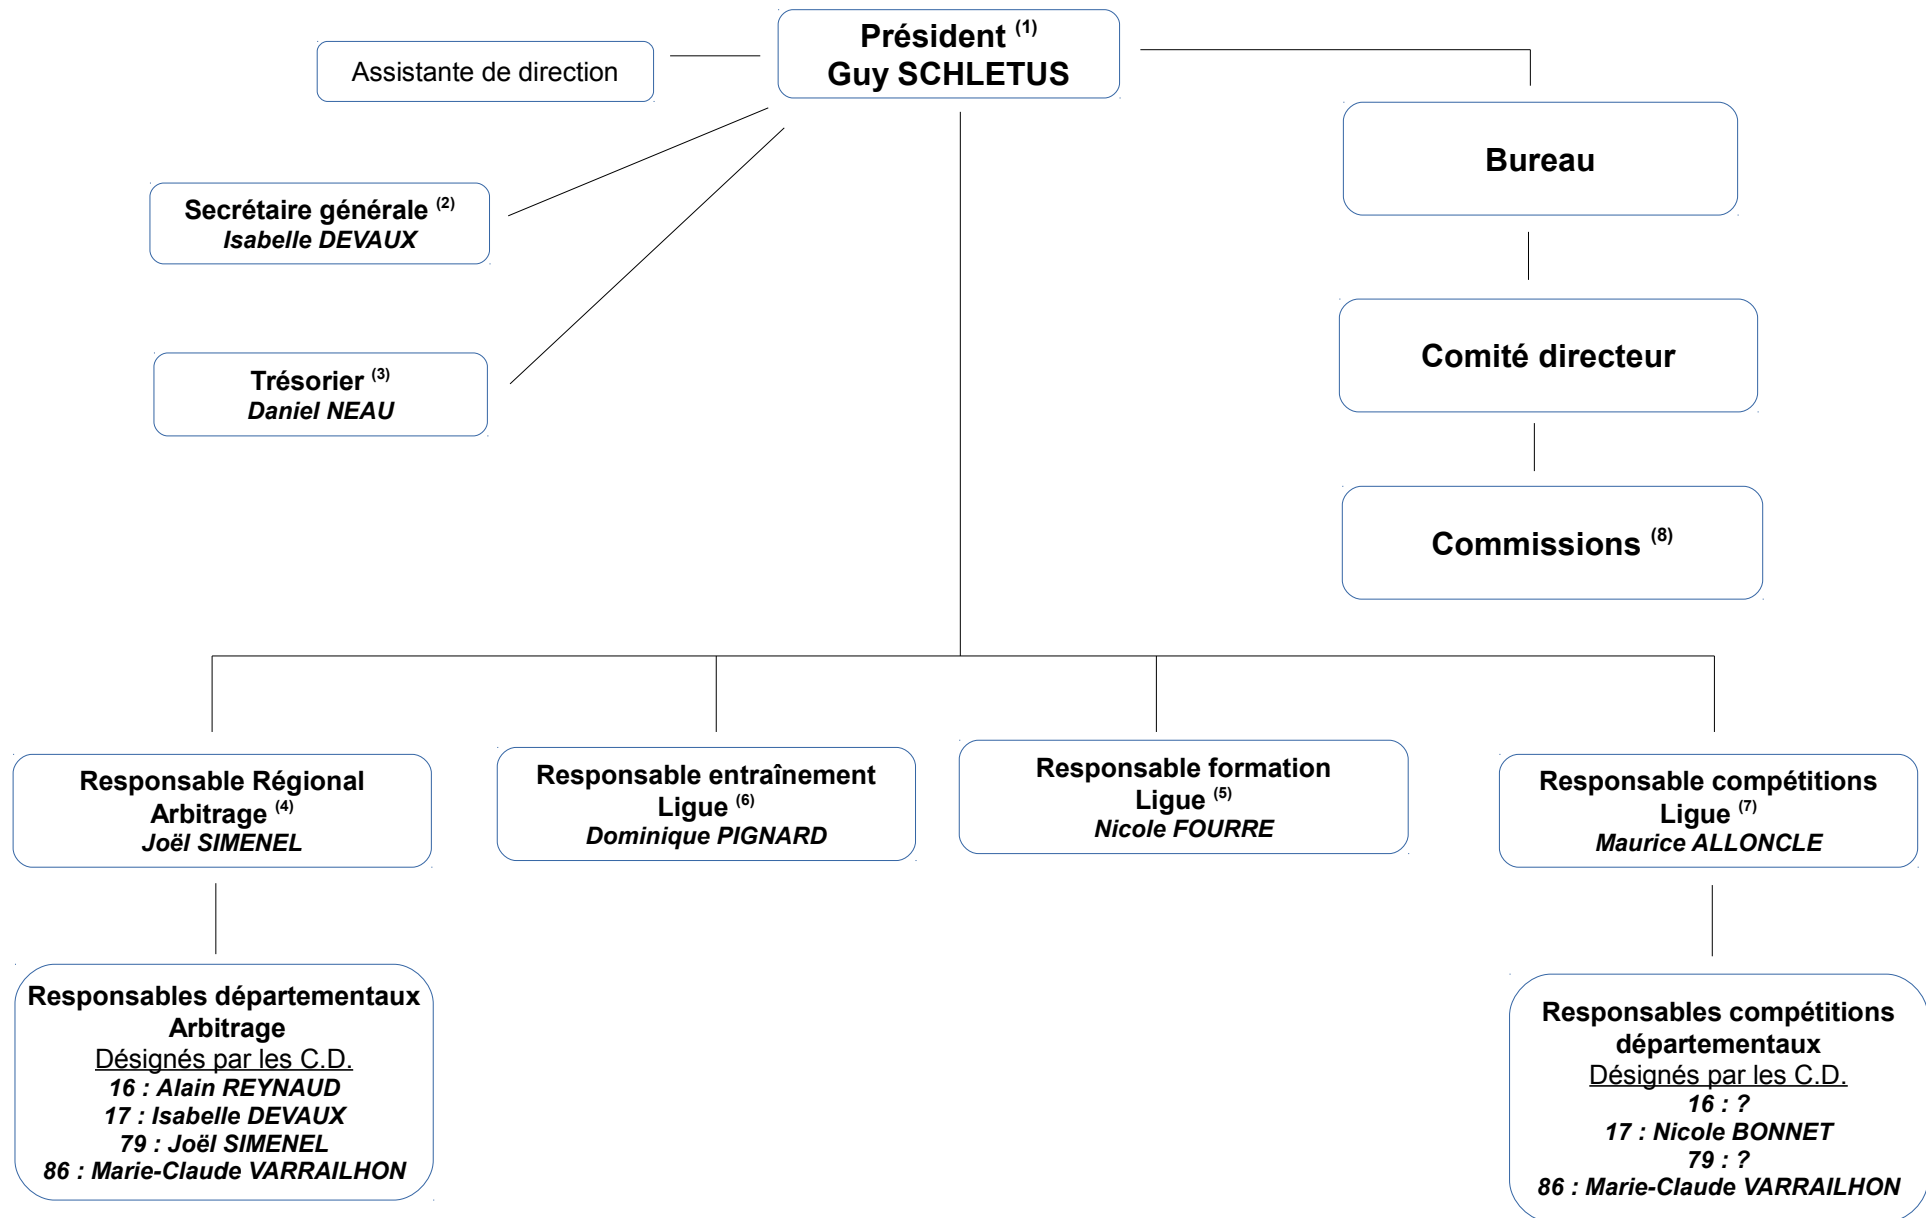 Président (1)
Guy SCHLETUS
Assistante de direction
Bureau
Secrétaire générale (2)
Isabelle DEVAUX
Comité directeur
Trésorier (3)
Daniel NEAU
Commissions (8)
Responsable Régional
Arbitrage (4)
Joël SIMENEL
Responsable entraînement
Ligue (6)
Dominique PIGNARD
Responsable formation
Ligue (5)
Nicole FOURRE
Responsable compétitions
Ligue (7)
Maurice ALLONCLE
Responsables départementaux
Arbitrage
Désignés par les C.D.
16 : Alain REYNAUD
17 : Isabelle DEVAUX
79 : Joël SIMENEL
86 : Marie-Claude VARRAILHON
Responsables compétitions
départementaux
Désignés par les C.D.
16 : ?
17 : Nicole BONNET
79 : ?
86 : Marie-Claude VARRAILHON